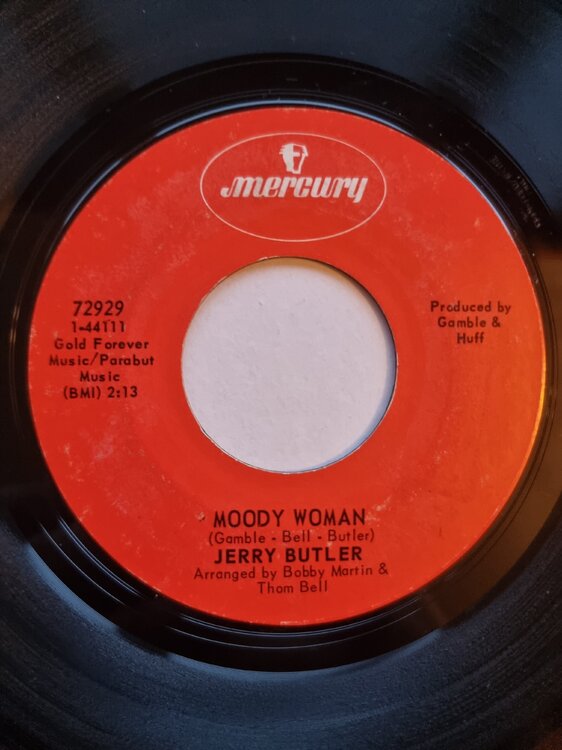 mercury
72929
1-44111
Gold Forever
Music/Parabut
Music
(BMI) 2:13
Produced by
Gamble &
Huff
MOODY WOMAN
(Gamble - Bell - Butler)
JERRY BUTLER
Arranged by Bobby Martin &
Thom Bell